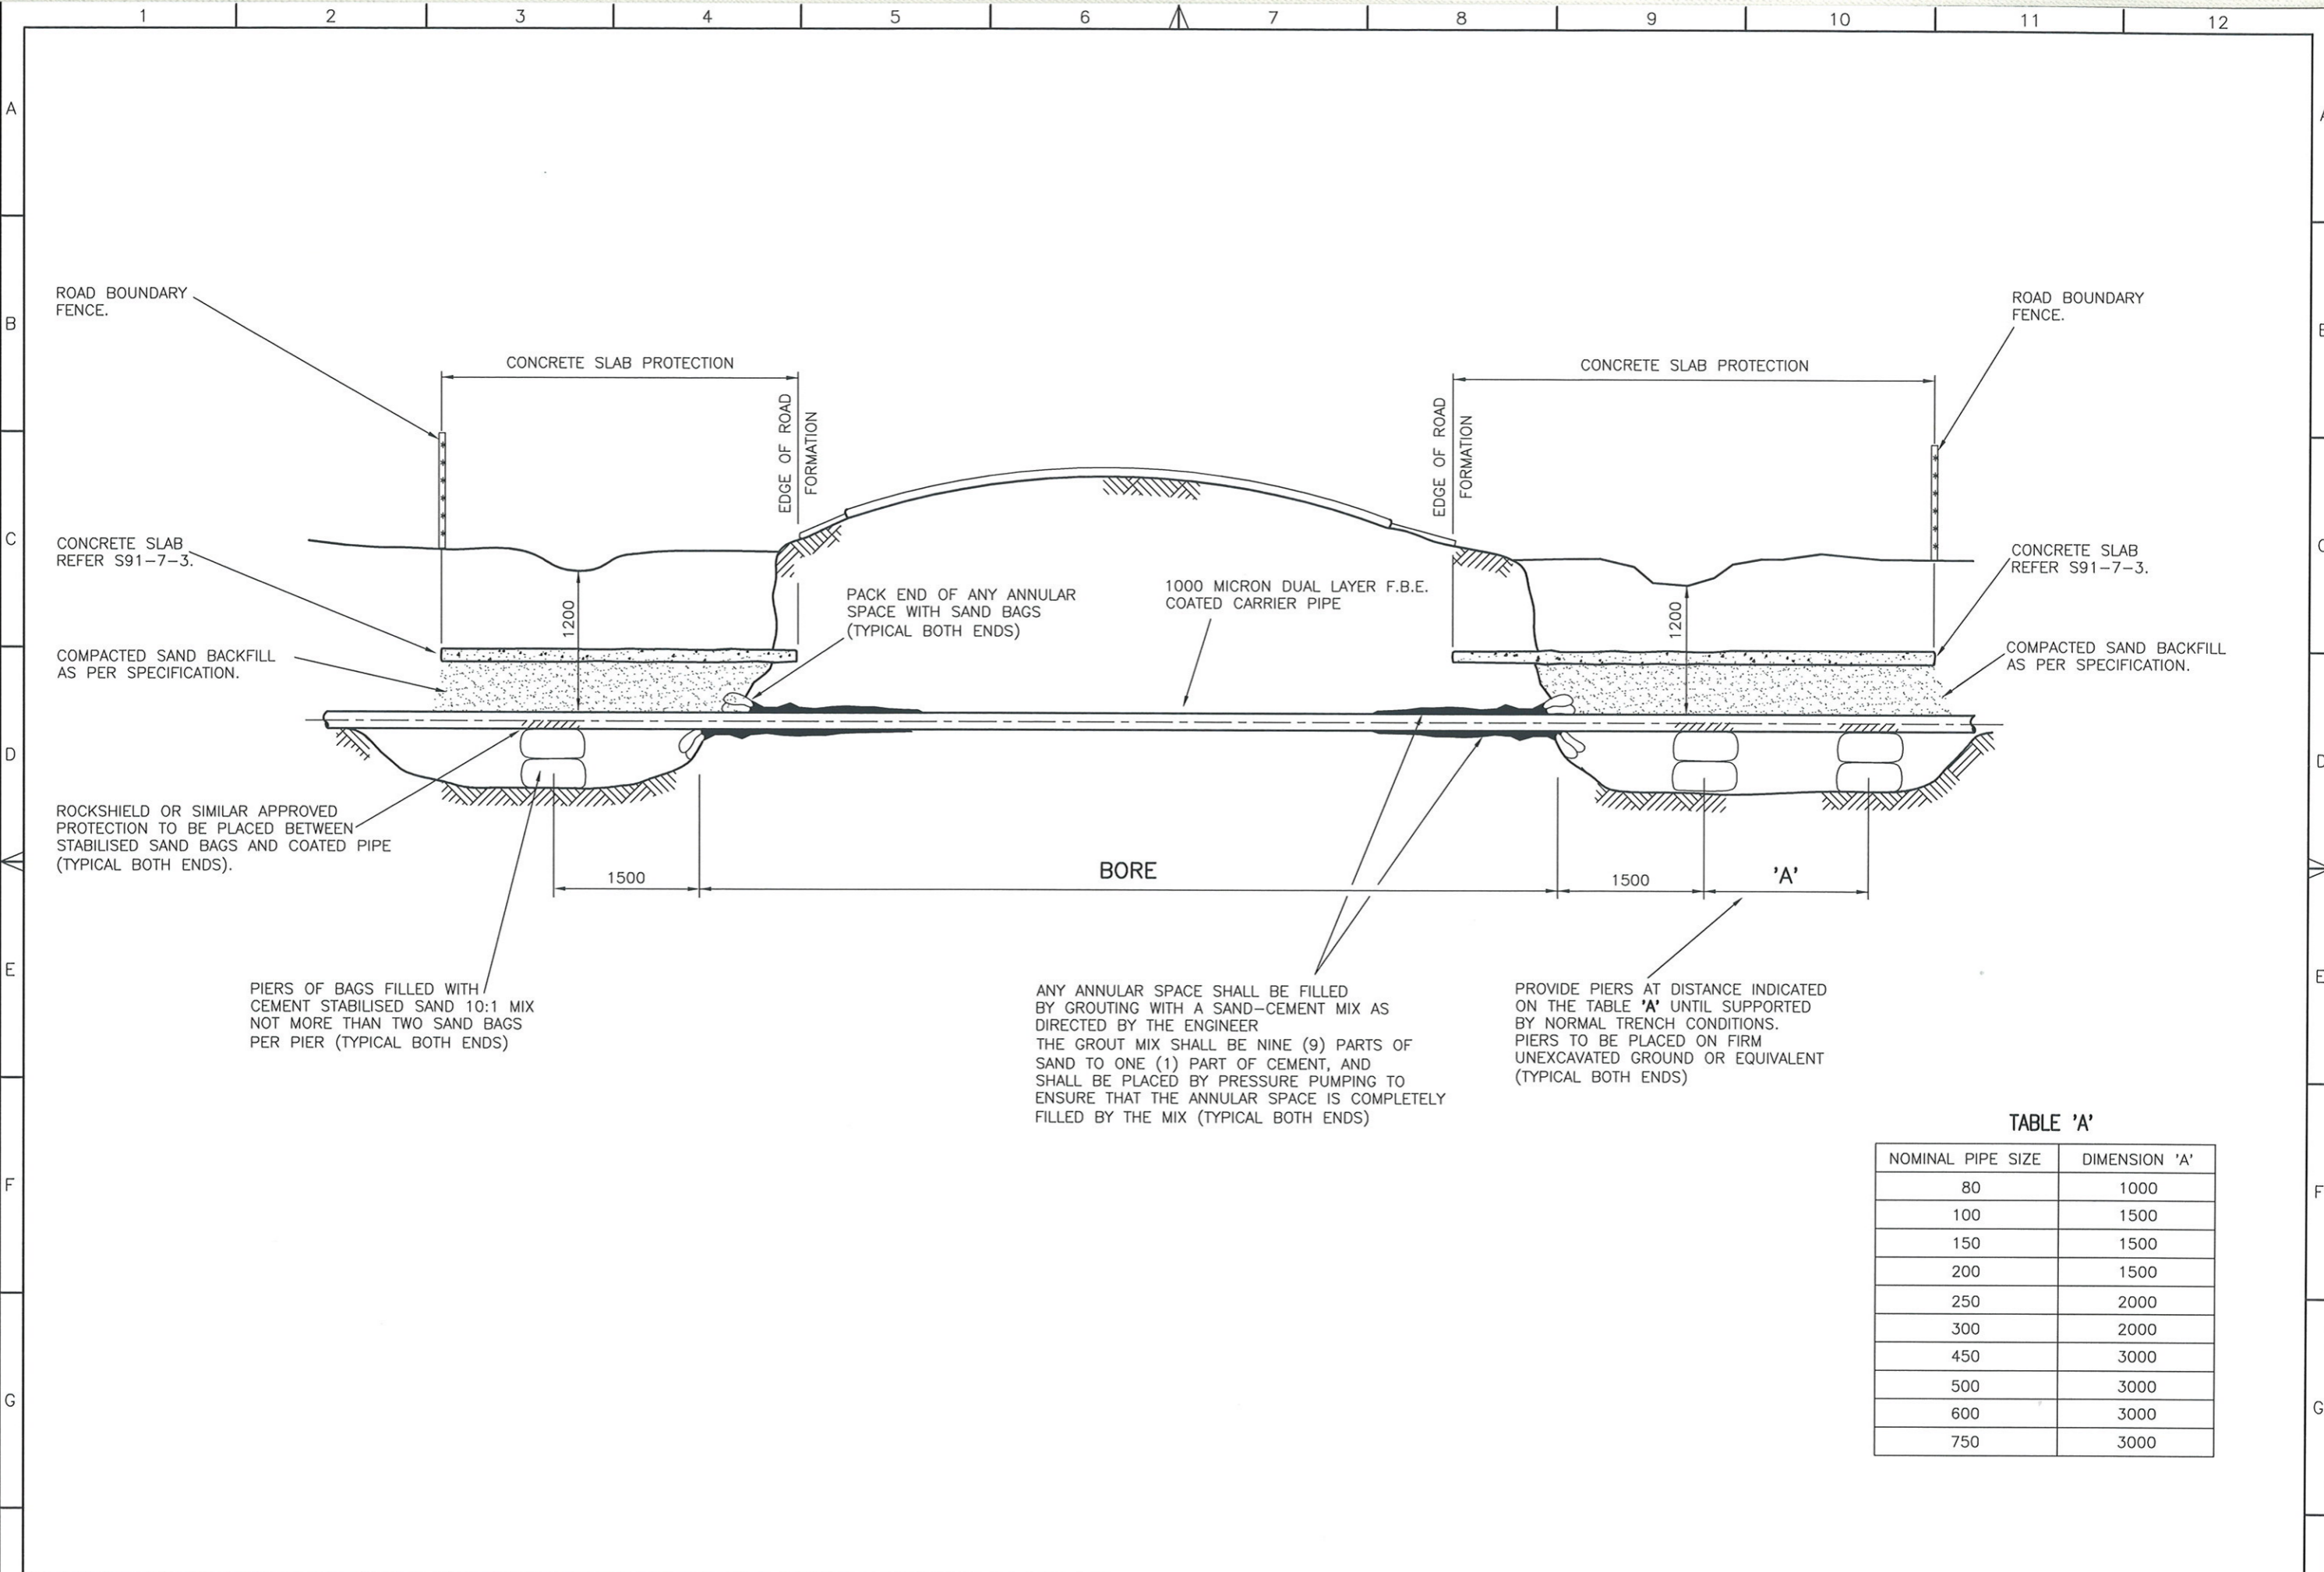 1 2 3 4 5 6 7 8 9 10 11 12
A
B
C
D
E
F
G
A
E
C
D
E
F
G
ROAD BOUNDARY
FENCE.
CONCRETE SLAB PROTECTION
EDGE OF ROAD
FORMATION
CONCRETE SLAB PROTECTION
EDGE OF ROAD
FORMATION
ROAD BOUNDARY
FENCE.
CONCRETE SLAB
REFER S91-7-3.
1200
PACK END OF ANY ANNULAR
SPACE WITH SAND BAGS
(TYPICAL BOTH ENDS)
1000 MICRON DUAL LAYER F.B.E.
COATED CARRIER PIPE
1200
CONCRETE SLAB
REFER S91-7-3.
COMPACTED SAND BACKFILL
AS PER SPECIFICATION.
COMPACTED SAND BACKFILL
AS PER SPECIFICATION.
ROCKSHIELD OR SIMILAR APPROVED
PROTECTION TO BE PLACED BETWEEN
STABILISED SAND BAGS AND COATED PIPE
(TYPICAL BOTH ENDS).
1500
BORE
1500
'A'
PIERS OF BAGS FILLED WITH
CEMENT STABILISED SAND 10:1 MIX
NOT MORE THAN TWO SAND BAGS
PER PIER (TYPICAL BOTH ENDS)
ANY ANNULAR SPACE SHALL BE FILLED
BY GROUTING WITH A SAND-CEMENT MIX AS
DIRECTED BY THE ENGINEER
THE GROUT MIX SHALL BE NINE (9) PARTS OF
SAND TO ONE (1) PART OF CEMENT, AND
SHALL BE PLACED BY PRESSURE PUMPING TO
ENSURE THAT THE ANNULAR SPACE IS COMPLETELY
FILLED BY THE MIX (TYPICAL BOTH ENDS)
PROVIDE PIERS AT DISTANCE INDICATED
ON THE TABLE 'A' UNTIL SUPPORTED
BY NORMAL TRENCH CONDITIONS.
PIERS TO BE PLACED ON FIRM
UNEXCAVATED GROUND OR EQUIVALENT
(TYPICAL BOTH ENDS)
TABLE 'A'
NOMINAL PIPE SIZE DIMENSION 'A'
80 1000
100 1500
150 1500
200 1500
250 2000
300 2000
450 3000
500 3000
600 3000
750 3000